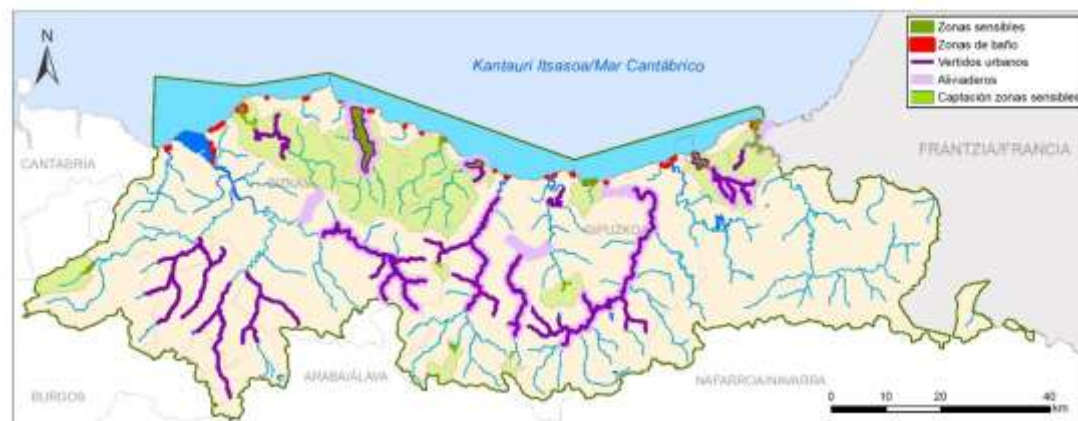 N
Kantauri Itsasoa/Mar Cantábrico
Zonas sensibles
Zonas de baño
Vertidos urbanos
Aliviaderos
Captación zonas sensibles
CANTABRIA
FRANTZIA/FRANCIA
BIZKAIA
GIPUZKOA
ARABA/ÁLAVA
NAFARROA/NAVARRA
BURGOS
0 10 20 40
km